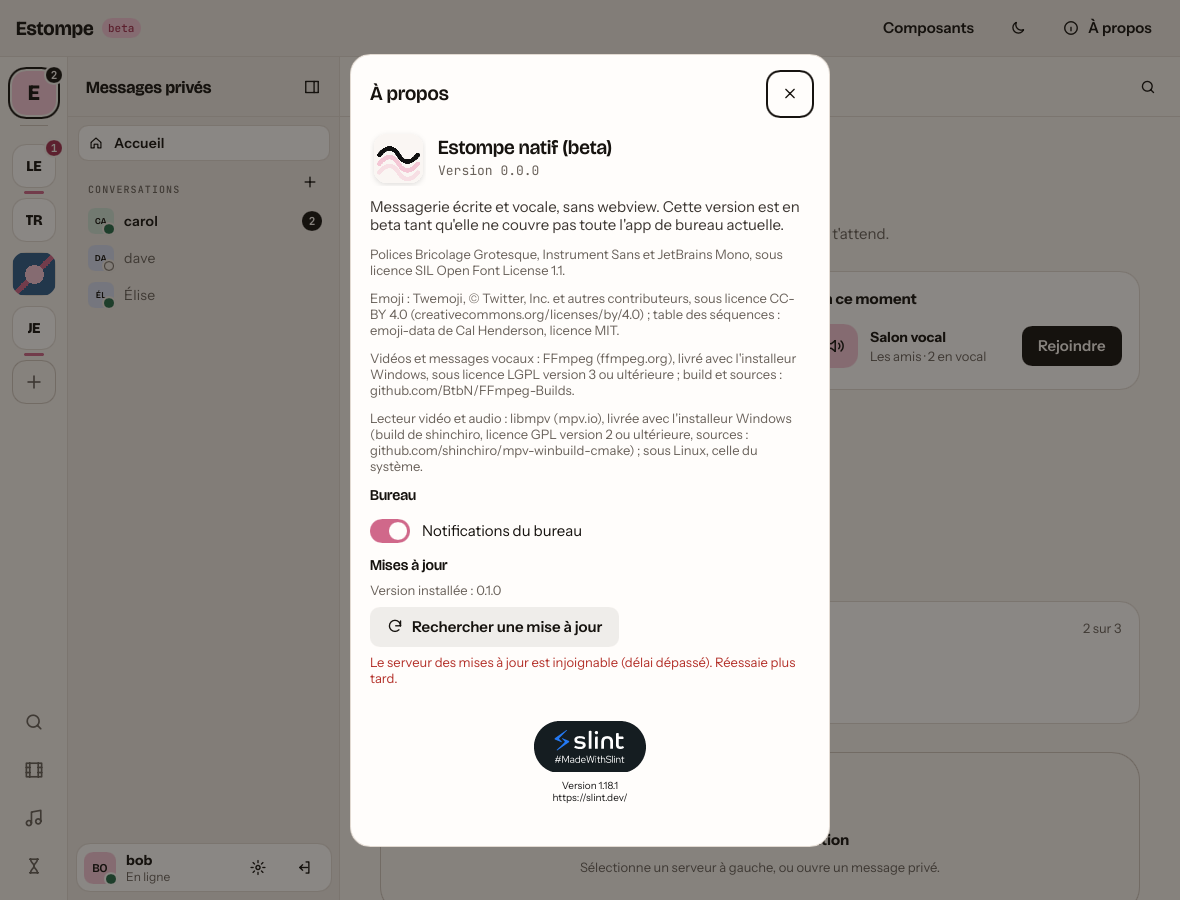 Estompe beta
Composants
À propos
E
2
Messages privés
Accueil
CONVERSATIONS
LE
1
TR
JE
CA
carol
2
DA
dave
ÉL
Élise
BO
bob
En ligne
À propos
Estompe natif (beta)
Version 0.0.0
Messagerie écrite et vocale, sans webview. Cette version est en
beta tant qu'elle ne couvre pas toute l'app de bureau actuelle.
Polices Bricolage Grotesque, Instrument Sans et JetBrains Mono, sous
licence SIL Open Font License 1.1.
Emoji : Twemoji, © Twitter, Inc. et autres contributeurs, sous licence CC-
BY 4.0 (creativecommons.org/licenses/by/4.0) ; table des séquences :
emoji-data de Cal Henderson, licence MIT.
Vidéos et messages vocaux : FFmpeg (ffmpeg.org), livré avec l'installeur
Windows, sous licence LGPL version 3 ou ultérieure ; build et sources :
github.com/BtbN/FFmpeg-Builds.
Lecteur vidéo et audio : libmpv (mpv.io), livrée avec l'installeur Windows
(build de shinchiro, licence GPL version 2 ou ultérieure, sources :
github.com/shinchiro/mpv-winbuild-cmake) ; sous Linux, celle du
système.
Bureau
Notifications du bureau
Mises à jour
Version installée : 0.1.0
Rechercher une mise à jour
Le serveur des mises à jour est injoignable (délai dépassé). Réessaie plus
tard.
slint
#MadeWithSlint
Version 1.18.1
https://slint.dev/
t'attend.
ce moment
Salon vocal
Les amis · 2 en vocal
Rejoindre
2 sur 3
Sélectionne un serveur à gauche, ou ouvre un message privé.